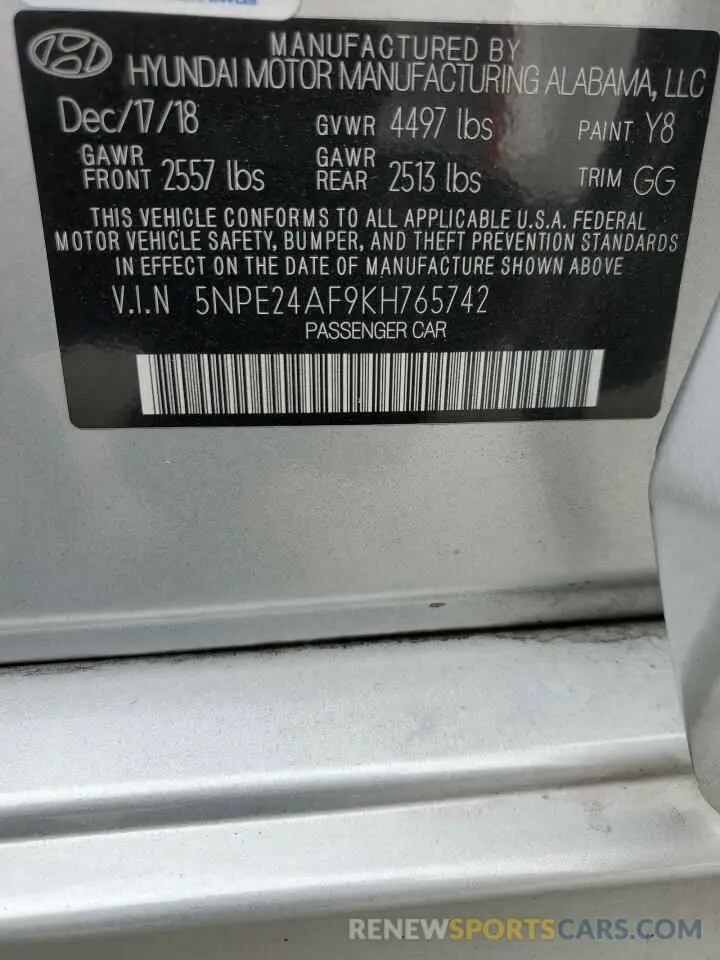 MANUFACTURED BY
HYUNDAI MOTOR MANUFACTURING ALABAMA, LLC
Dec/17/18 GVWR 4497 lbs PAINT Y8
GAWR FRONT 2557 lbs GAWR REAR 2513 lbs TRIM GG
THIS VEHICLE CONFORMS TO ALL APPLICABLE U.S.A. FEDERAL
MOTOR VEHICLE SAFETY, BUMPER, AND THEFT PREVENTION STANDARDS
IN EFFECT ON THE DATE OF MANUFACTURE SHOWN ABOVE
V.I.N 5NPE24AF9KH765742
PASSENGER CAR
RENEWSPORTSCARS.COM